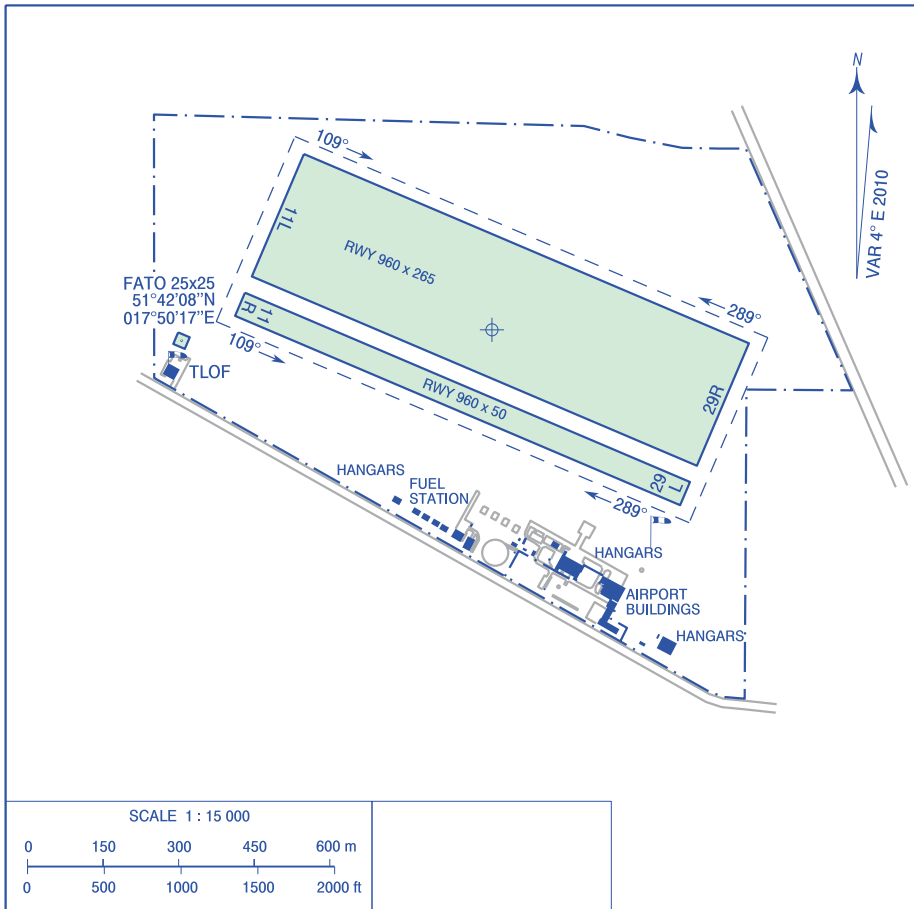 N
VAR 4° E 2010
109°
11L
RWY 960 x 265
FATO 25x25
51°42'08''N
017°50'17''E
289°
11
R
109°
TLOF
RWY 960 x 50
29R
29
L
289°
HANGARS
FUEL
STATION
HANGARS
AIRPORT
BUILDINGS
HANGARS
SCALE 1 : 15 000
0 150 300 450 600 m
0 500 1000 1500 2000 ft